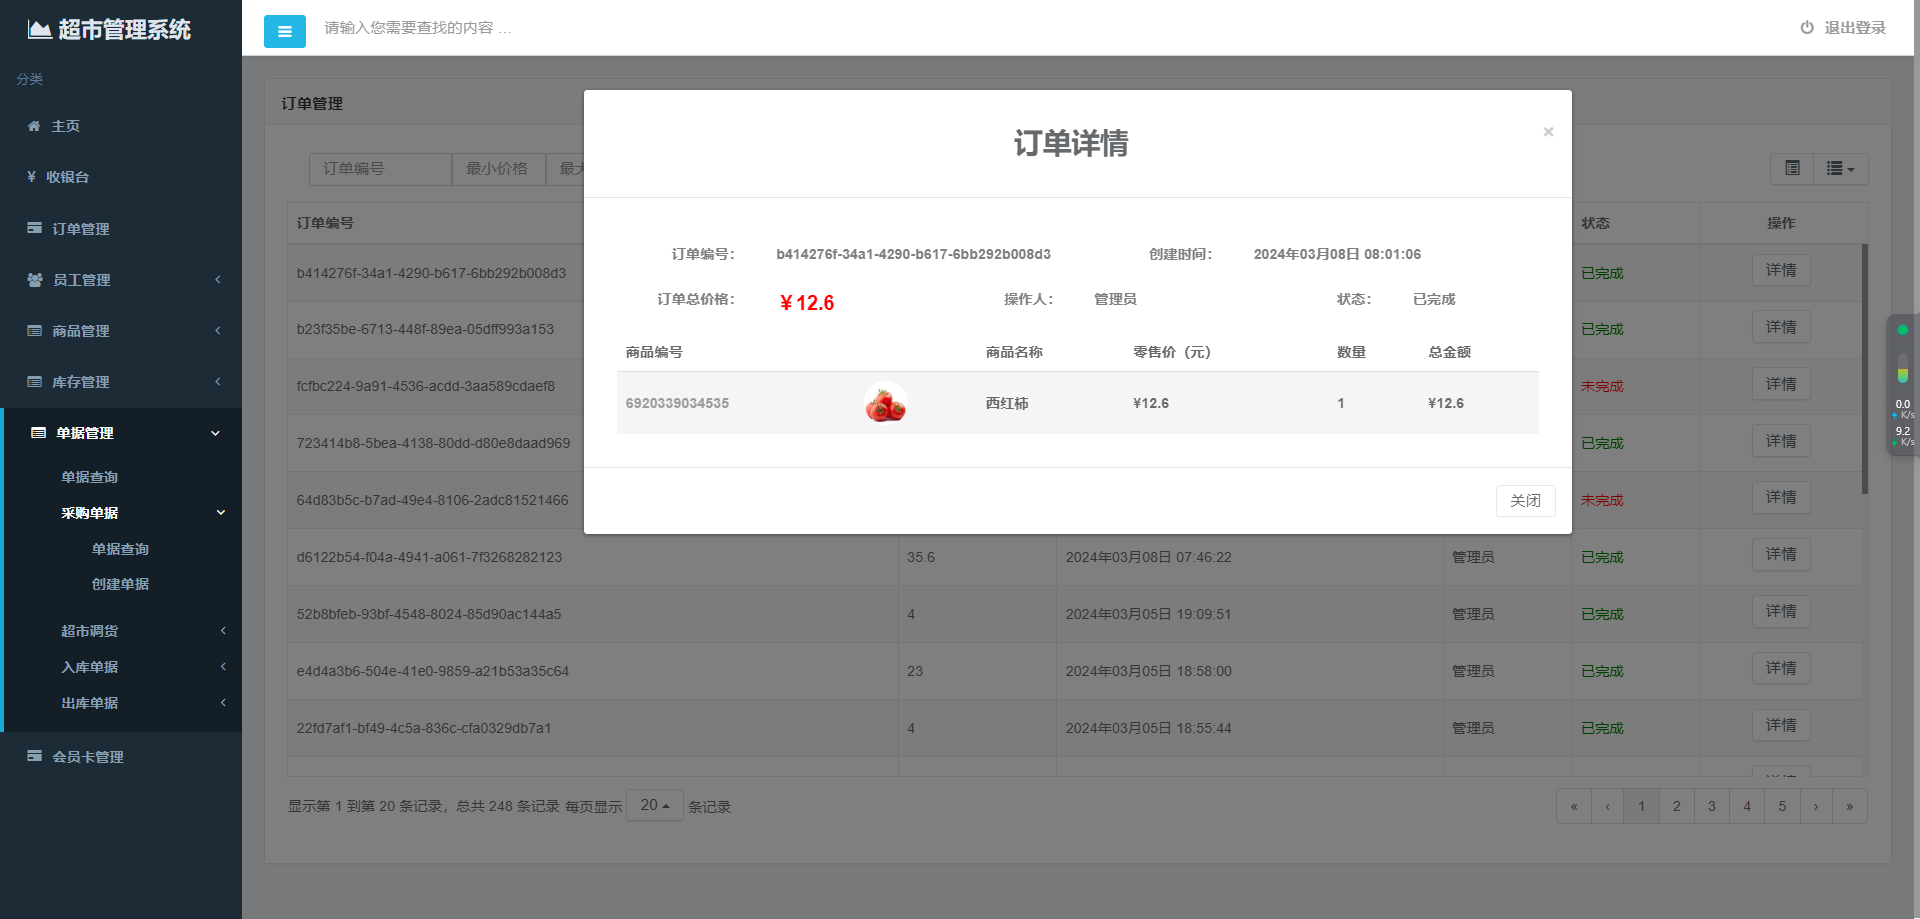 超市管理系统
请输入您需要查找的内容 ...
退出登录
分类
主页
¥ 收银台
订单管理
员工管理
商品管理
库存管理
单据管理
单据查询
采购单据
单据查询
创建单据
超市调货
入库单据
出库单据
会员卡管理
订单管理
订单编号 最小价格
订单编号 状态 操作
b414276f-34a1-4290-b617-6bb292b008d3 已完成 详情
b23f35be-6713-448f-89ea-05dff993a153 已完成 详情
fcfbc224-9a91-4536-acdd-3aa589cdaef8 未完成 详情
723414b8-5bea-4138-80dd-d80e8daad969 已完成 详情
64d83b5c-b7ad-49e4-8106-2adc81521466 未完成 详情
d6122b54-f04a-4941-a061-7f3268282123 35.6 2024年03月08日 07:46:22 管理员 已完成 详情
52b8bfeb-93bf-4548-8024-85d90ac144a5 4 2024年03月05日 19:09:51 管理员 已完成 详情
e4d4a3b6-504e-41e0-9859-a21b53a35c64 23 2024年03月05日 18:58:00 管理员 已完成 详情
22fd7af1-bf49-4c5a-836c-cfa0329db7a1 4 2024年03月05日 18:55:44 管理员 已完成 详情
显示第 1 到第 20 条记录，总共 248 条记录 每页显示 20 条记录
« ‹ 1 2 3 4 5 › »
订单详情
×
订单编号： b414276f-34a1-4290-b617-6bb292b008d3 创建时间： 2024年03月08日 08:01:06
订单总价格： ¥ 12.6 操作人： 管理员 状态： 已完成
商品编号 商品名称 零售价（元） 数量 总金额
6920339034535 西红柿 ¥12.6 1 ¥12.6
关闭
0.0
K/s
9.2
K/s